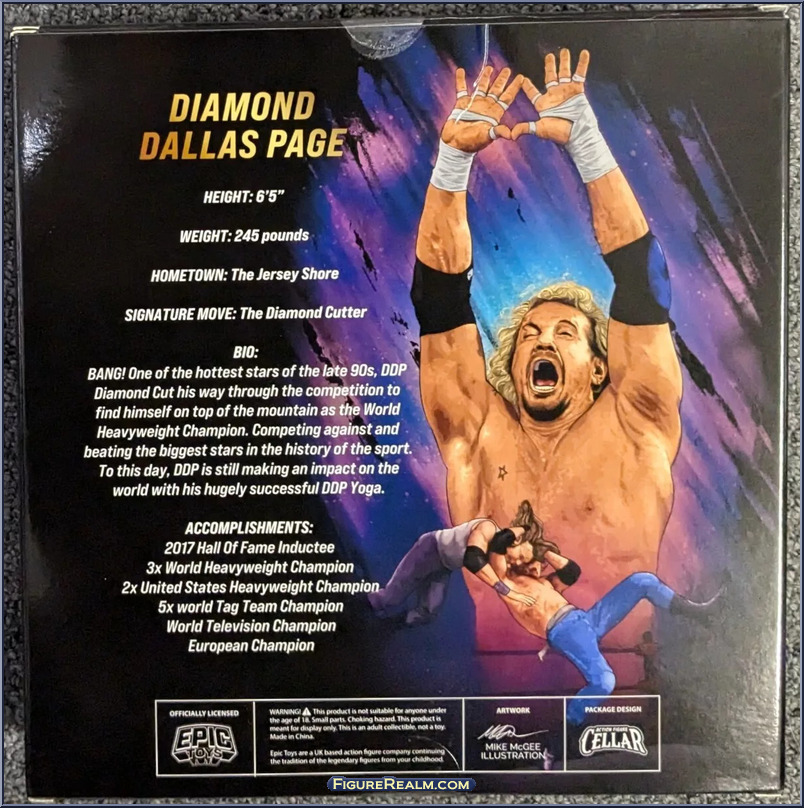 DIAMOND
DALLAS PAGE
HEIGHT: 6'5"
WEIGHT: 245 pounds
HOMETOWN: The Jersey Shore
SIGNATURE MOVE: The Diamond Cutter
BIO:
BANG! One of the hottest stars of the late 90s, DDP
Diamond Cut his way through the competition to
find himself on top of the mountain as the World
Heavyweight Champion. Competing against and
beating the biggest stars in the history of the sport.
To this day, DDP is still making an impact on the
world with his hugely successful DDP Yoga.
ACCOMPLISHMENTS:
2017 Hall Of Fame Inductee
3x World Heavyweight Champion
2x United States Heavyweight Champion
5x world Tag Team Champion
World Television Champion
European Champion
OFFICIALLY LICENSED
EPIC
TOYS
WARNING! This product is not suitable for anyone under
the age of 18. Small parts. Choking hazard. This product is
meant for display only. This is an adult collectible, not a toy.
Made in China.
Epic Toys are a UK based action figure company continuing
the tradition of the legendary figures from your childhood.
ARTWORK
MIKE McGEE
ILLUSTRATION
PACKAGE DESIGN
ACTION FIGURE
CELLAR
FIGUREREALM.COM